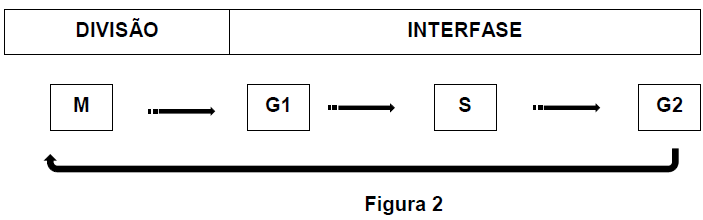 DIVISÃO INTERFASE
M G1 S G2
Figura 2